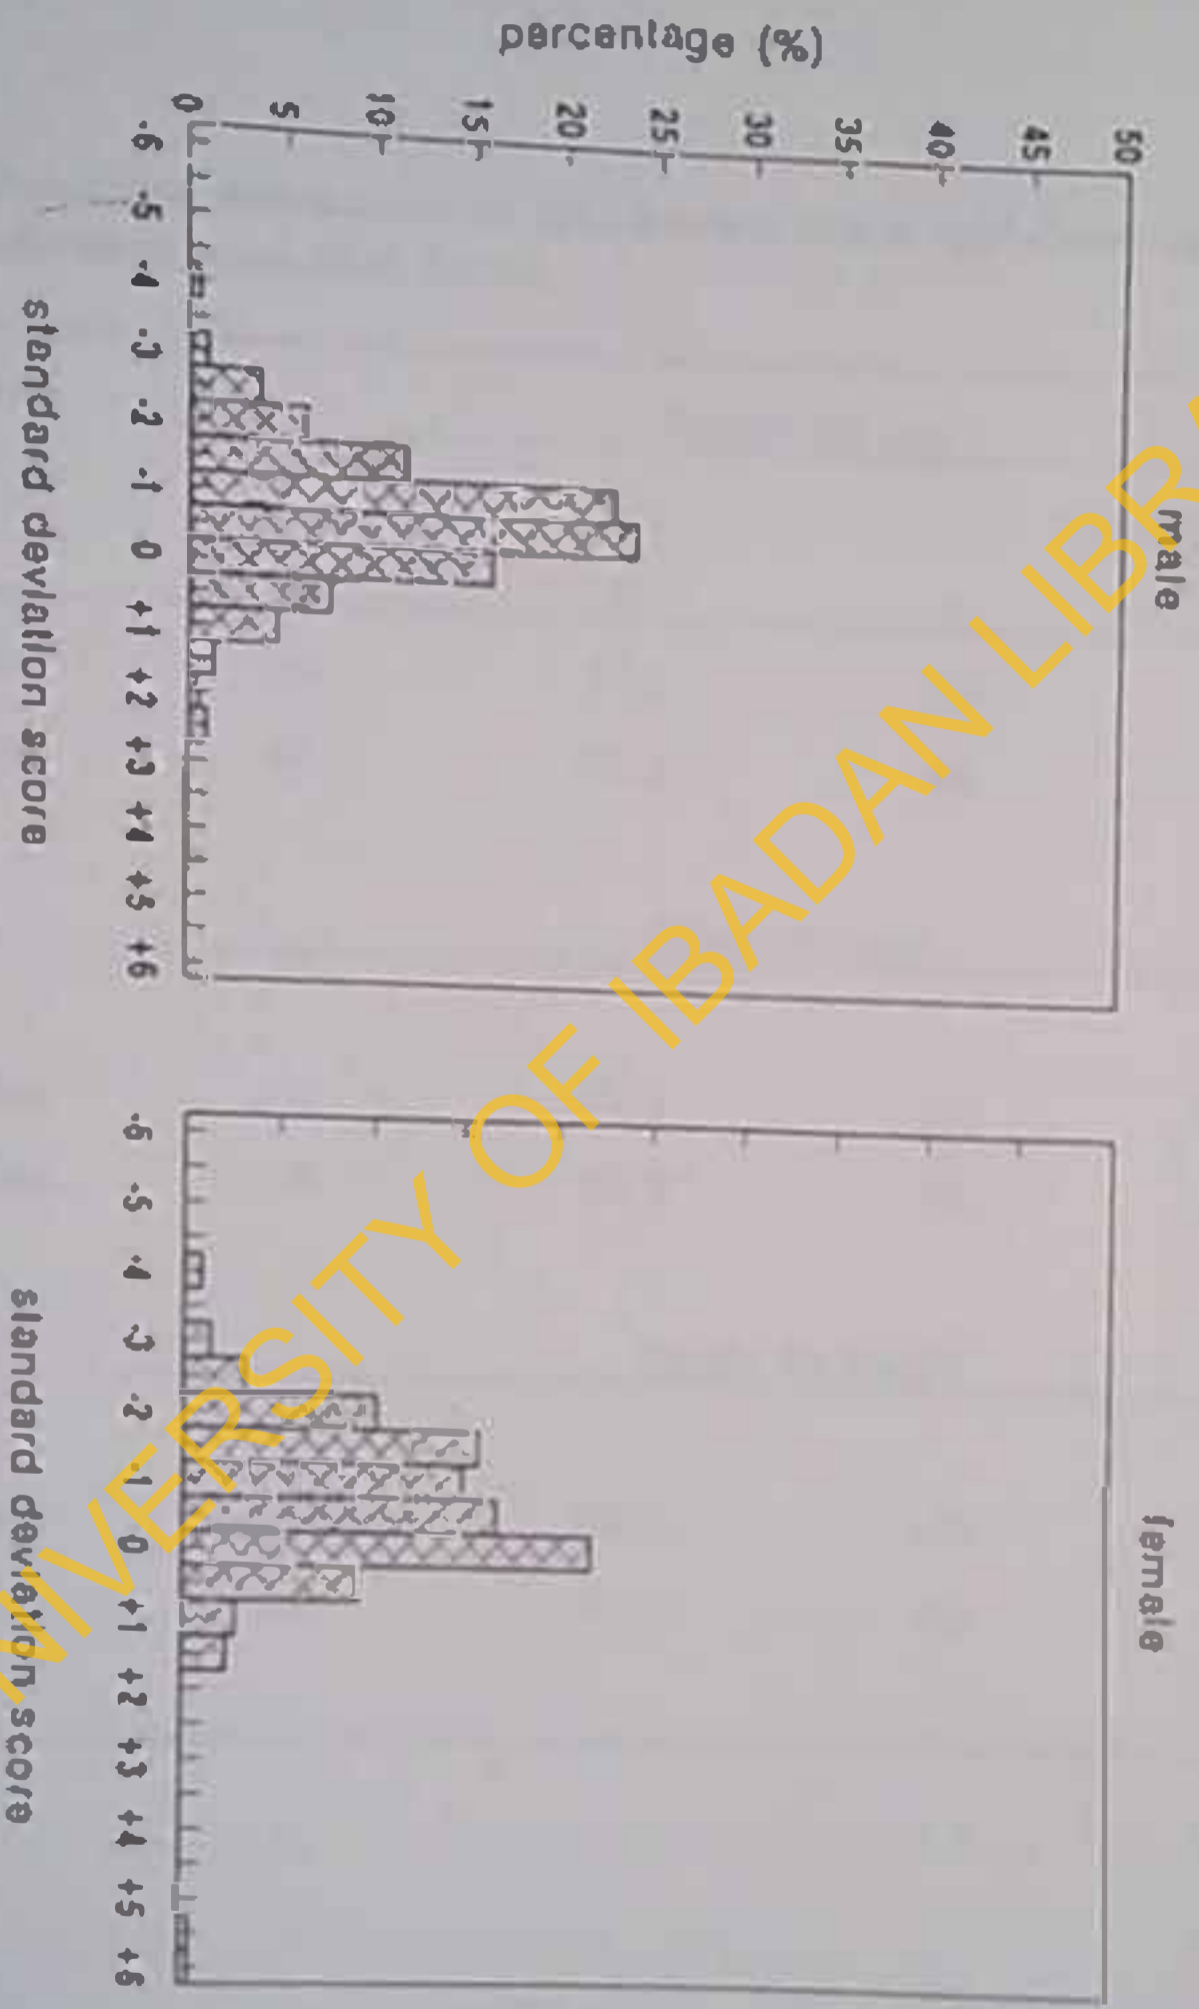 male
percentage (%)
50
45
40
35
30
25
20
15
10
5
0
-6 -5 -4 -3 -2 -1 0 +1 +2 +3 +4 +5 +6
standard deviation score
female
-6 -5 -4 -3 -2 -1 0 +1 +2 +3 +4 +5 +6
standard deviation score
UNIVERSITY OF IBADAN LIBRA